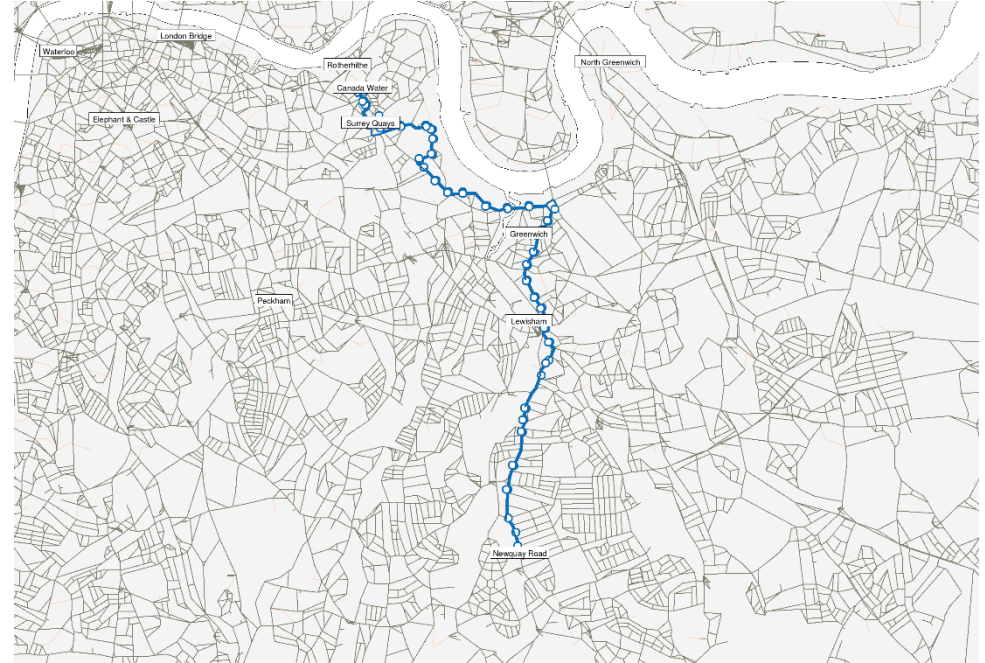 London Bridge
Waterloo
Rotherhithe
North Greenwich
Canada Water
Elephant & Castle
Surrey Quays
Greenwich
Peckham
Lewisham
Newquay Road